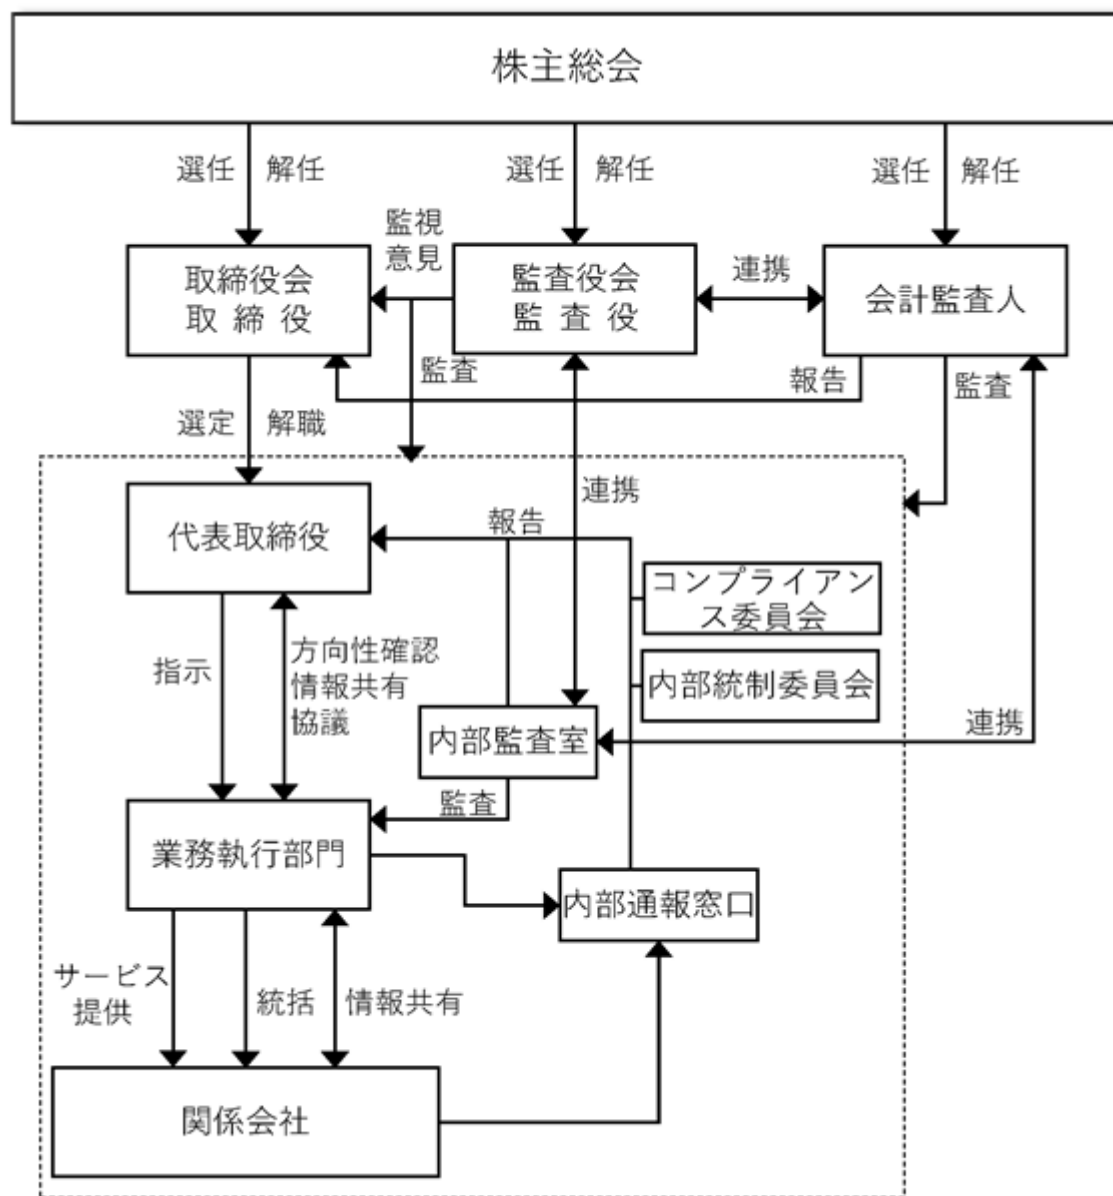 株主総会
選任
解任
選任
解任
選任
解任
監視
意見
取締役会
取締役
監査役会
監査役
連携
会計監査人
監査
報告
監査
選定
解職
連携
代表取締役
報告
コンプライアン
ス委員会
内部統制委員会
指示
方向性確認
情報共有
協議
内部監査室
連携
監査
業務執行部門
内部通報窓口
サービス
提供
統括
情報共有
関係会社